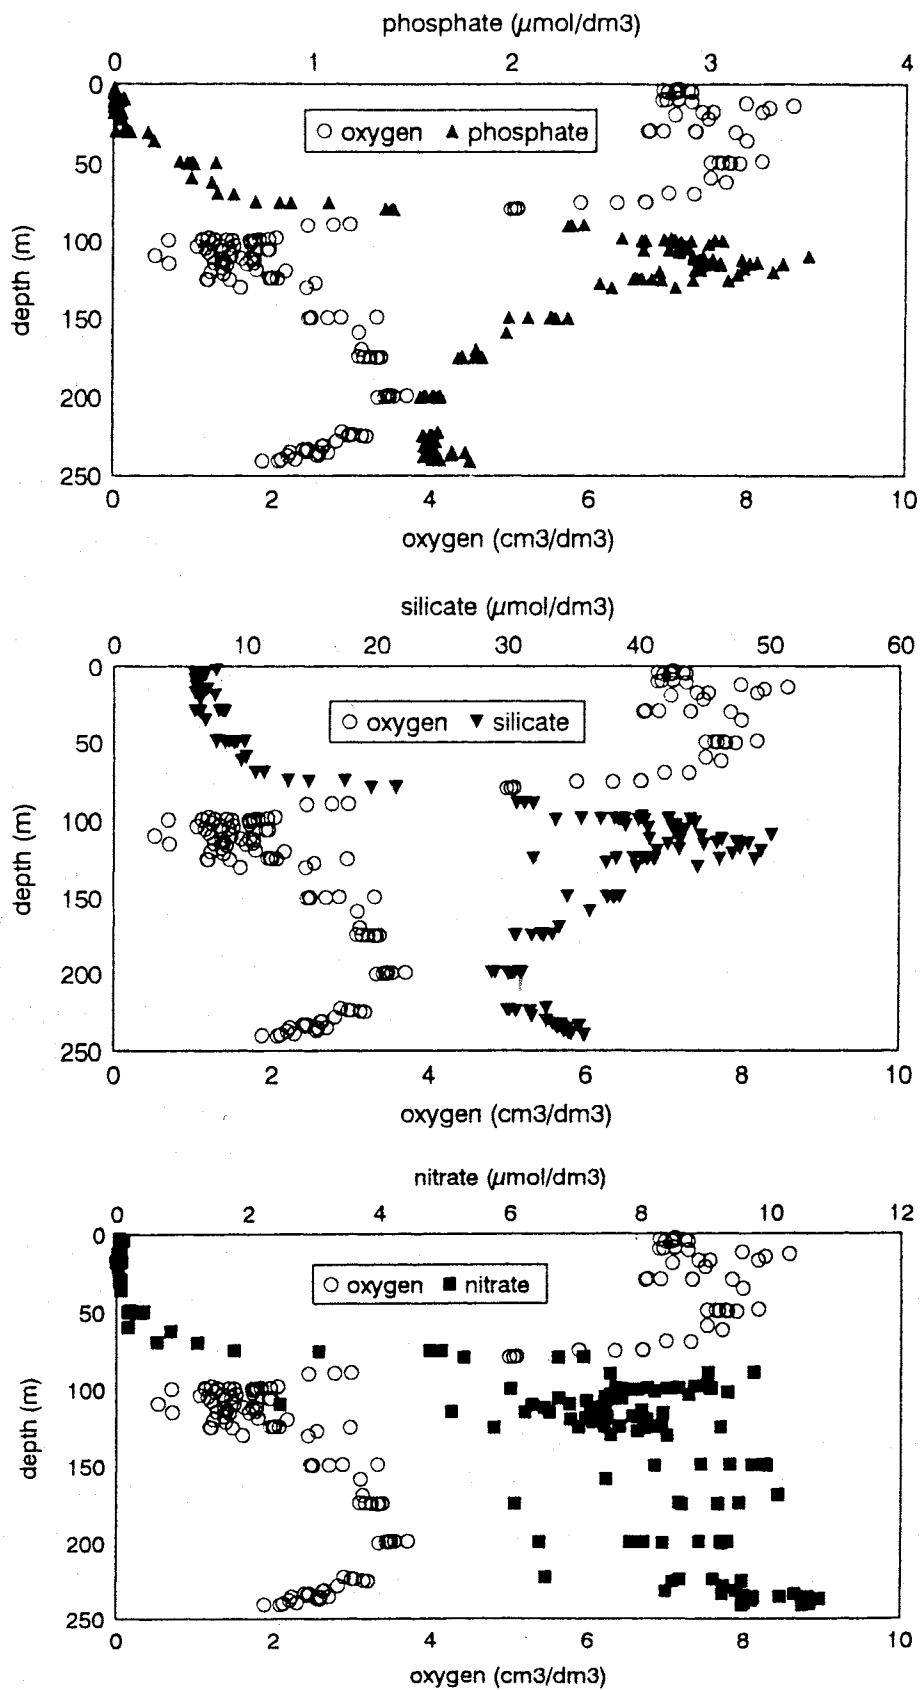 phosphate (µmol/dm3)
0 1 2 3 4
0
50
100
150
200
250
depth (m)
oxygen phosphate
0 2 4 6 8 10
oxygen (cm3/dm3)
silicate (µmol/dm3)
0 10 20 30 40 50 60
0
50
100
150
200
250
depth (m)
oxygen silicate
0 2 4 6 8 10
oxygen (cm3/dm3)
nitrate (µmol/dm3)
0 2 4 6 8 10 12
0
50
100
150
200
250
depth (m)
oxygen nitrate
0 2 4 6 8 10
oxygen (cm3/dm3)